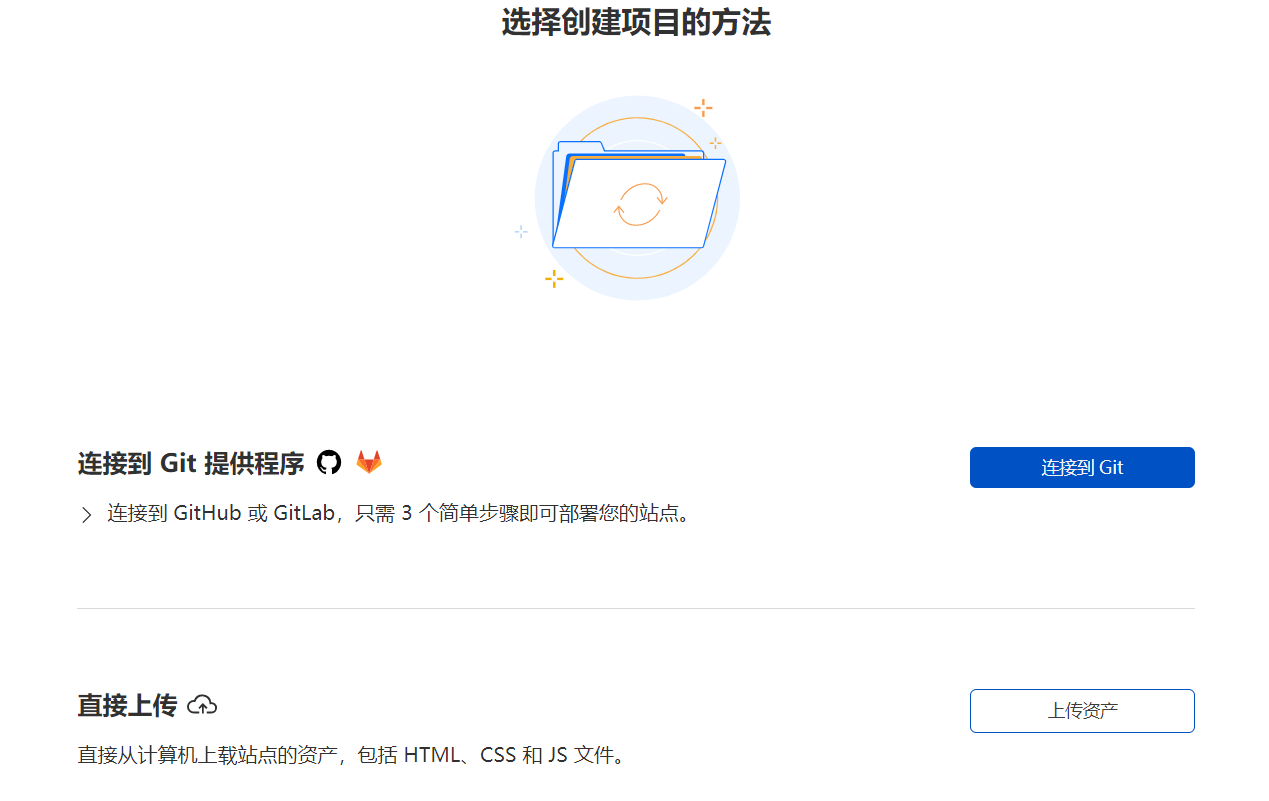 选择创建项目的方法
连接到 Git 提供程序
连接到 Git
连接到 GitHub 或 GitLab，只需 3 个简单步骤即可部署您的站点。
直接上传
上传资产
直接从计算机上载站点的资产，包括 HTML、CSS 和 JS 文件。